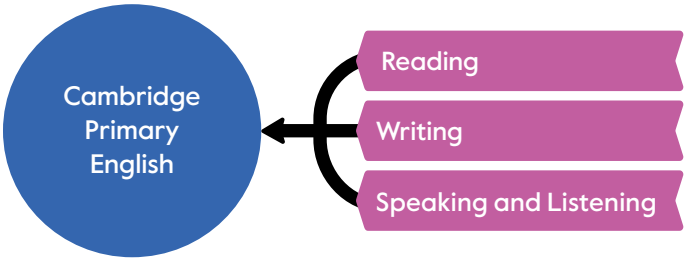 Cambridge
Primary
English
Reading
Writing
Speaking and Listening